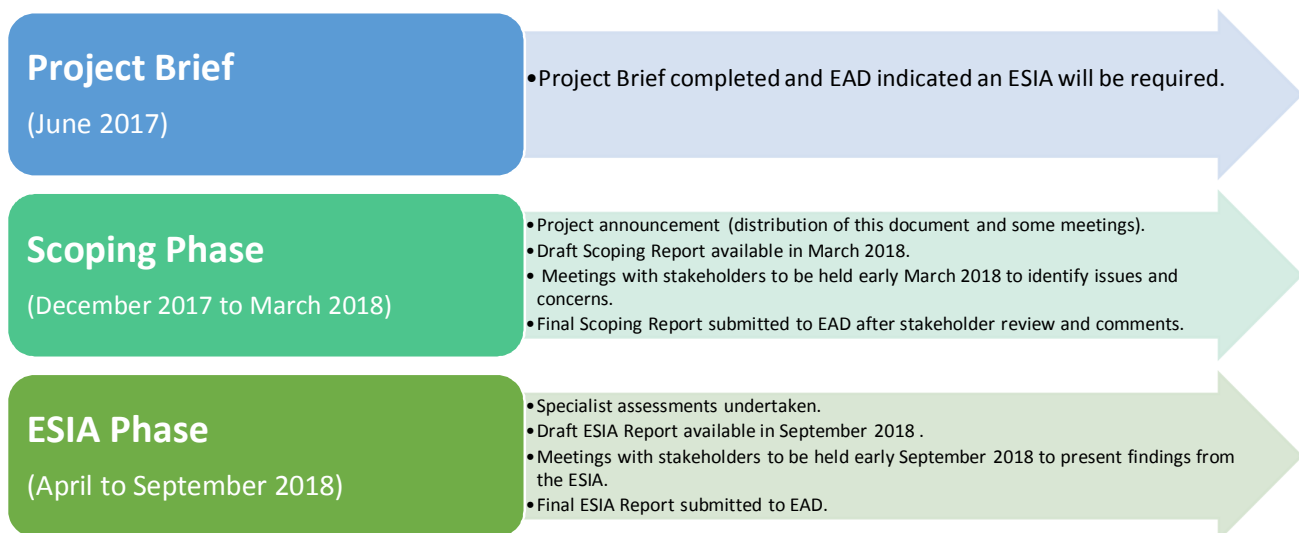 Project Brief
(June 2017)
•Project Brief completed and EAD indicated an ESIA will be required.
Scoping Phase
(December 2017 to March 2018)
•Project announcement (distribution of this document and some meetings).
•Draft Scoping Report available in March 2018.
• Meetings with stakeholders to be held early March 2018 to identify issues and
concerns.
•Final Scoping Report submitted to EAD after stakeholder review and comments.
ESIA Phase
(April to September 2018)
•Specialist assessments undertaken.
•Draft ESIA Report available in September 2018 .
•Meetings with stakeholders to be held early September 2018 to present findings from
the ESIA.
•Final ESIA Report submitted to EAD.